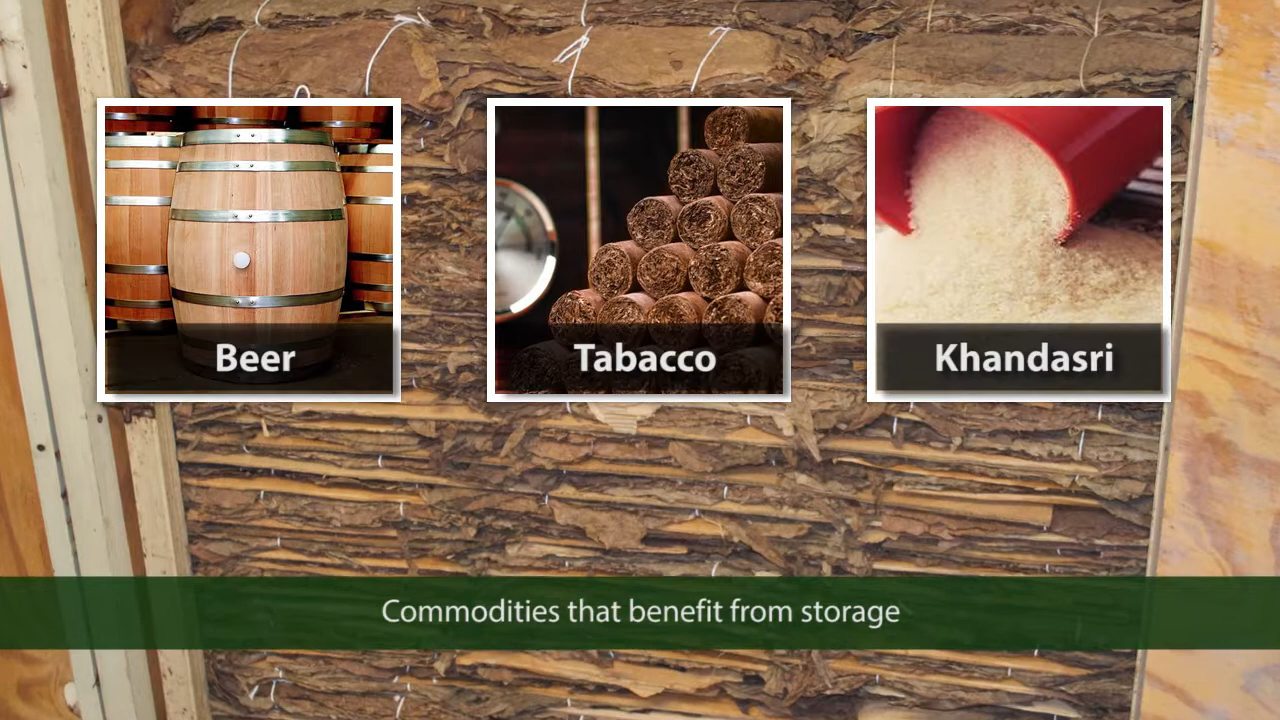 Beer
Tabacco
Khandasri
Commodities that benefit from storage